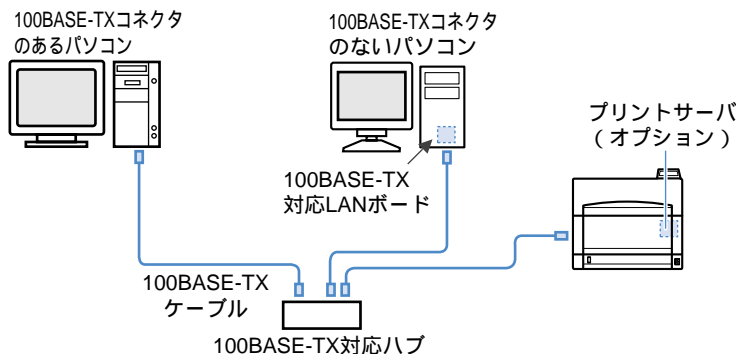 100BASE-TXコネクタ
のあるパソコン
100BASE-TXコネクタ
のないパソコン
プリントサーバ
（オプション）
100BASE-TX
対応LANボード
100BASE-TX
ケーブル
100BASE-TX対応ハブ